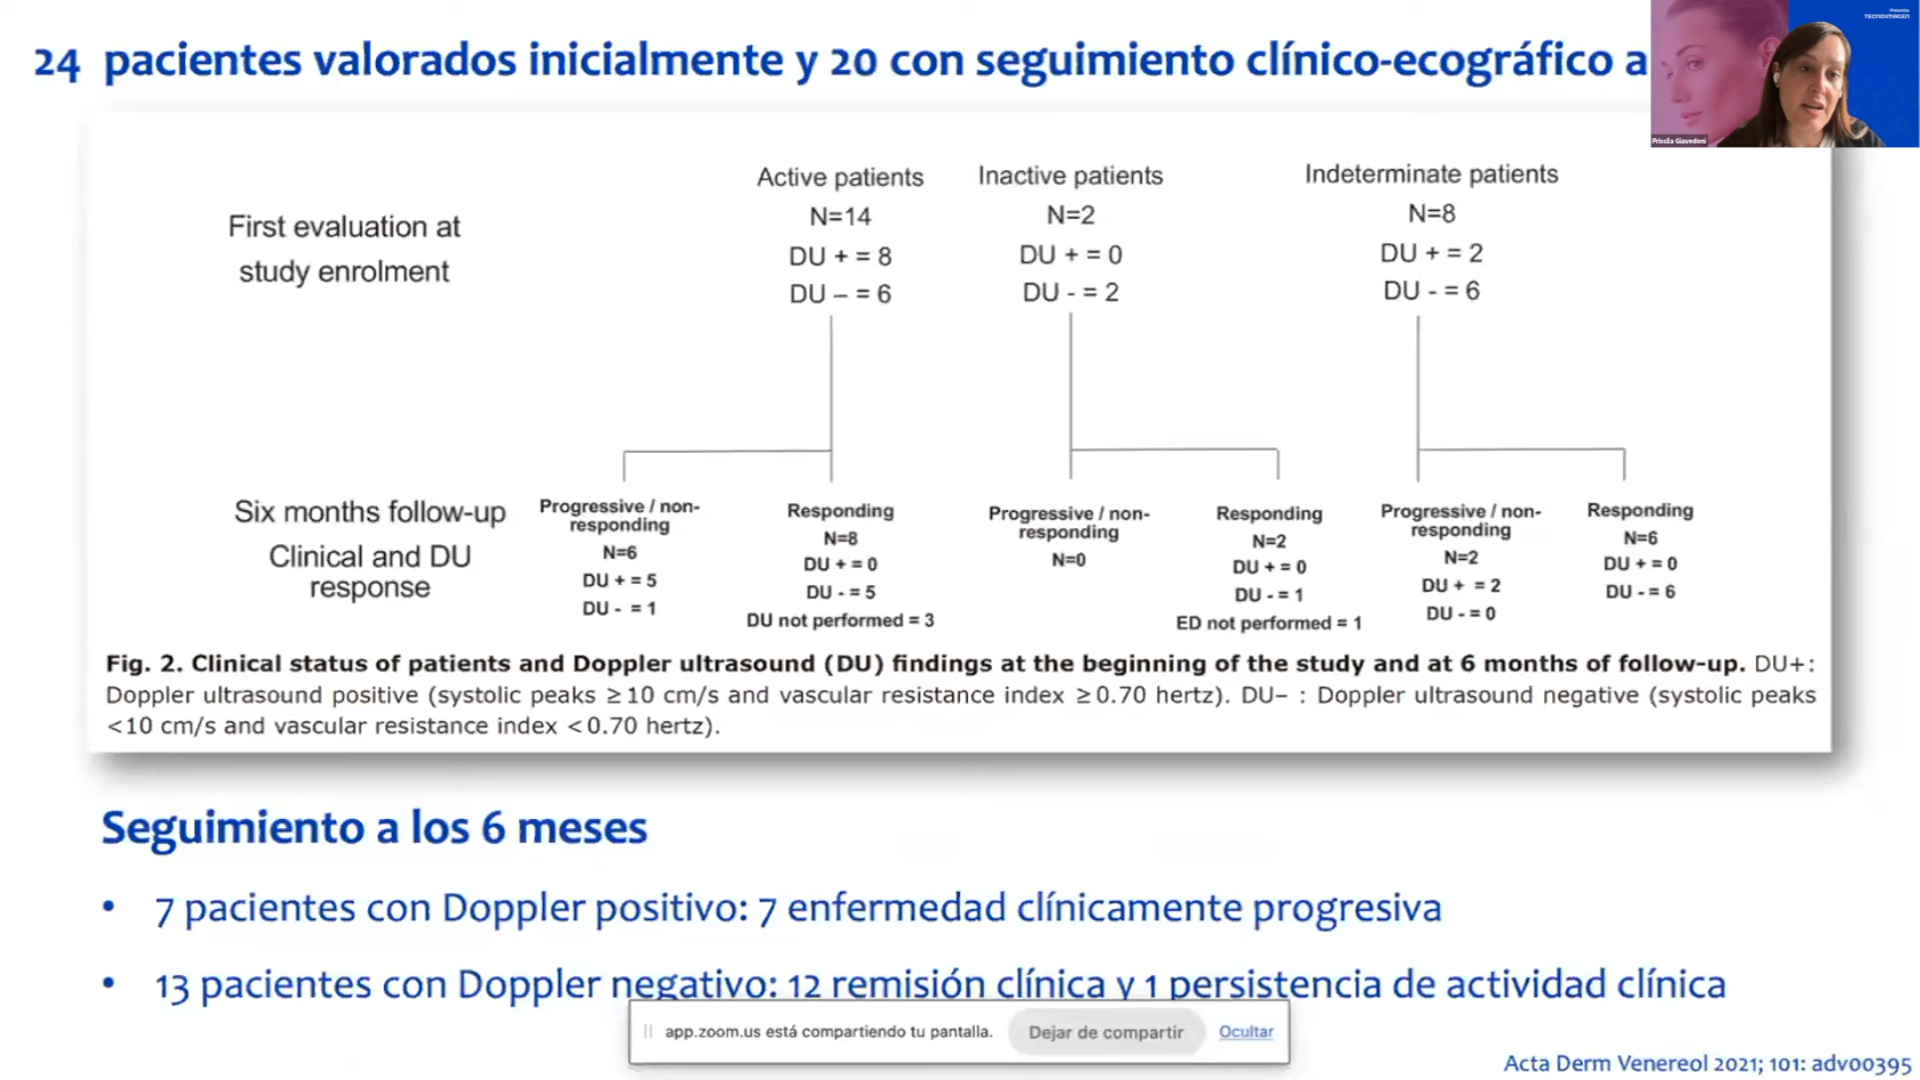 24 pacientes valorados inicialmente y 20 con seguimiento clínico-ecográfico a
Presenta
TECNOIMAGEN
Priscila Giavedoni
First evaluation at
study enrolment
Active patients
N=14
DU + = 8
DU – = 6
Inactive patients
N=2
DU + = 0
DU - = 2
Indeterminate patients
N=8
DU + = 2
DU - = 6
Six months follow-up
Clinical and DU
response
Progressive / non-
responding
N=6
DU + = 5
DU - = 1
Responding
N=8
DU + = 0
DU - = 5
DU not performed = 3
Progressive / non-
responding
N=0
Responding
N=2
DU + = 0
DU - = 1
ED not performed = 1
Progressive / non-
responding
N=2
DU + = 2
DU - = 0
Responding
N=6
DU + = 0
DU - = 6
Fig. 2. Clinical status of patients and Doppler ultrasound (DU) findings at the beginning of the study and at 6 months of follow-up. DU+:
Doppler ultrasound positive (systolic peaks ≥10 cm/s and vascular resistance index ≥0.70 hertz). DU– : Doppler ultrasound negative (systolic peaks
<10 cm/s and vascular resistance index <0.70 hertz).
Seguimiento a los 6 meses
• 7 pacientes con Doppler positivo: 7 enfermedad clínicamente progresiva
• 13 pacientes con Doppler negativo: 12 remisión clínica y 1 persistencia de actividad clínica
app.zoom.us está compartiendo tu pantalla.
Dejar de compartir
Ocultar
Acta Derm Venereol 2021; 101: adv00395